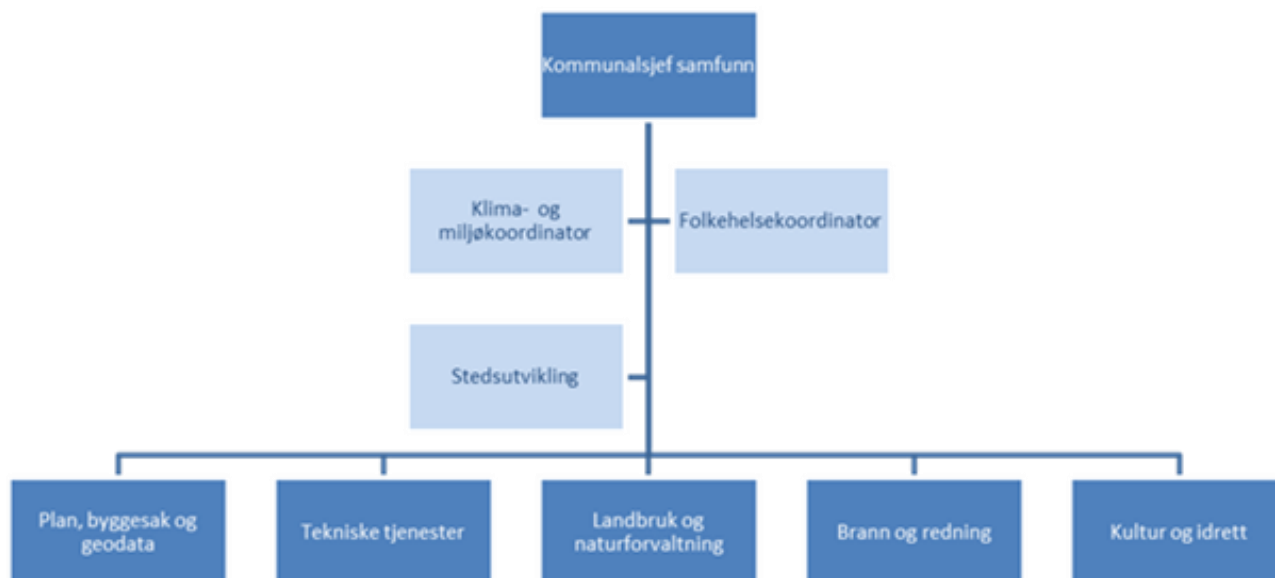 Kommunalsjef samfunn
Klima- og
miljøkoordinator
Folkehelsekoordinator
Stedsutvikling
Plan, byggesak og
geodata
Tekniske tjenester
Landbruk og
naturforvaltning
Brann og redning
Kultur og idrett